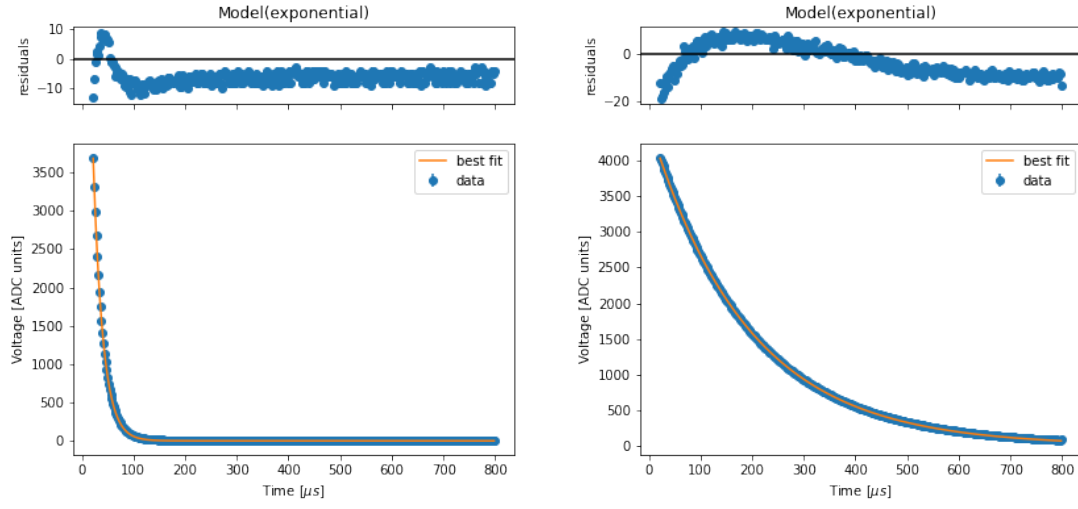 Model(exponential)
10
0
−10
residuals
3500
3000
2500
2000
1500
1000
500
0
Voltage [ADC units]
best fit
data
0 100 200 300 400 500 600 700 800
Time [μs]
Model(exponential)
0
−20
residuals
4000
3500
3000
2500
2000
1500
1000
500
0
Voltage [ADC units]
best fit
data
0 100 200 300 400 500 600 700 800
Time [μs]